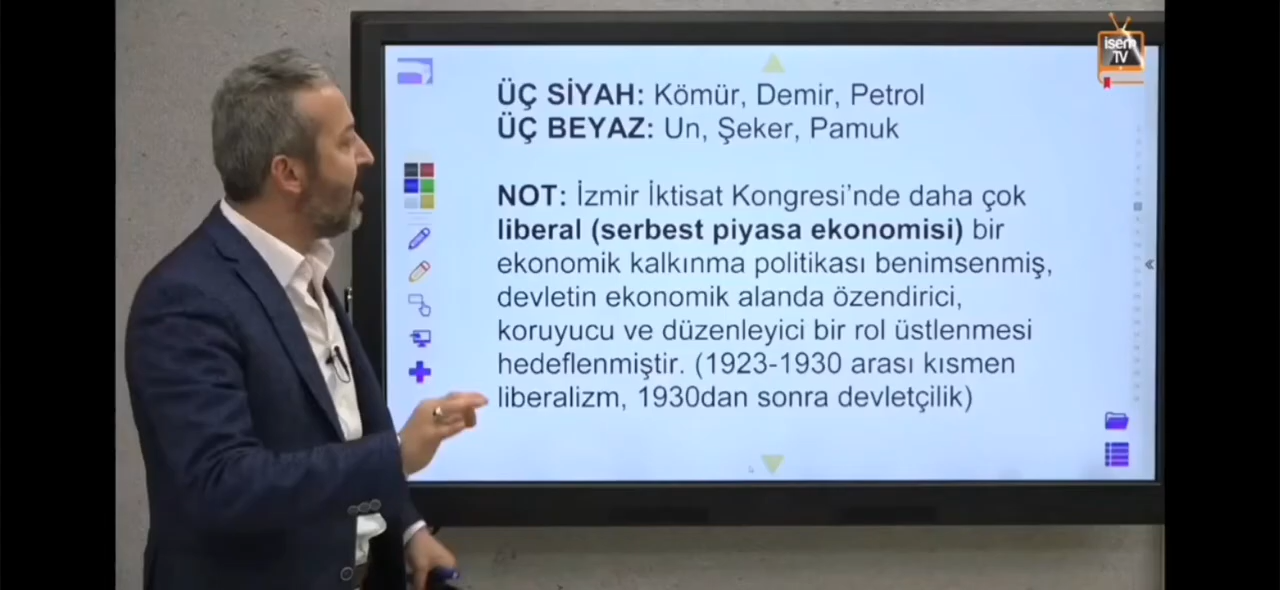 isem
TV
ÜÇ SİYAH: Kömür, Demir, Petrol
ÜÇ BEYAZ: Un, Şeker, Pamuk
NOT: İzmir İktisat Kongresi’nde daha çok
liberal (serbest piyasa ekonomisi) bir
ekonomik kalkınma politikası benimsenmiş,
devletin ekonomik alanda özendirici,
koruyucu ve düzenleyici bir rol üstlenmesi
hedeflenmiştir. (1923-1930 arası kısmen
liberalizm, 1930dan sonra devletçilik)